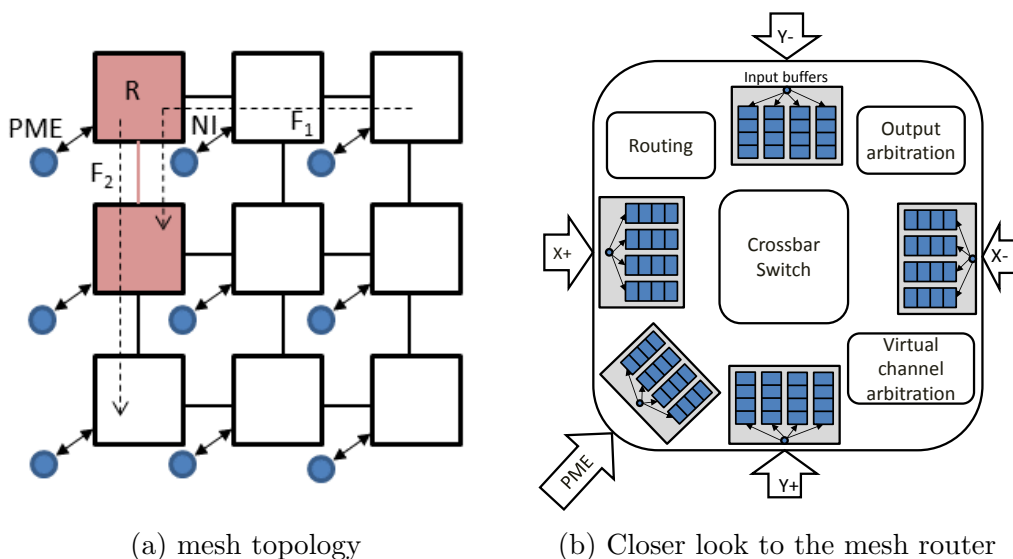 R
PME
NI
F1
F2
(a) mesh topology
Y-
Input buffers
Routing
Output
arbitration
X+
Crossbar
Switch
X-
Virtual
channel
arbitration
PME
Y+
(b) Closer look to the mesh router